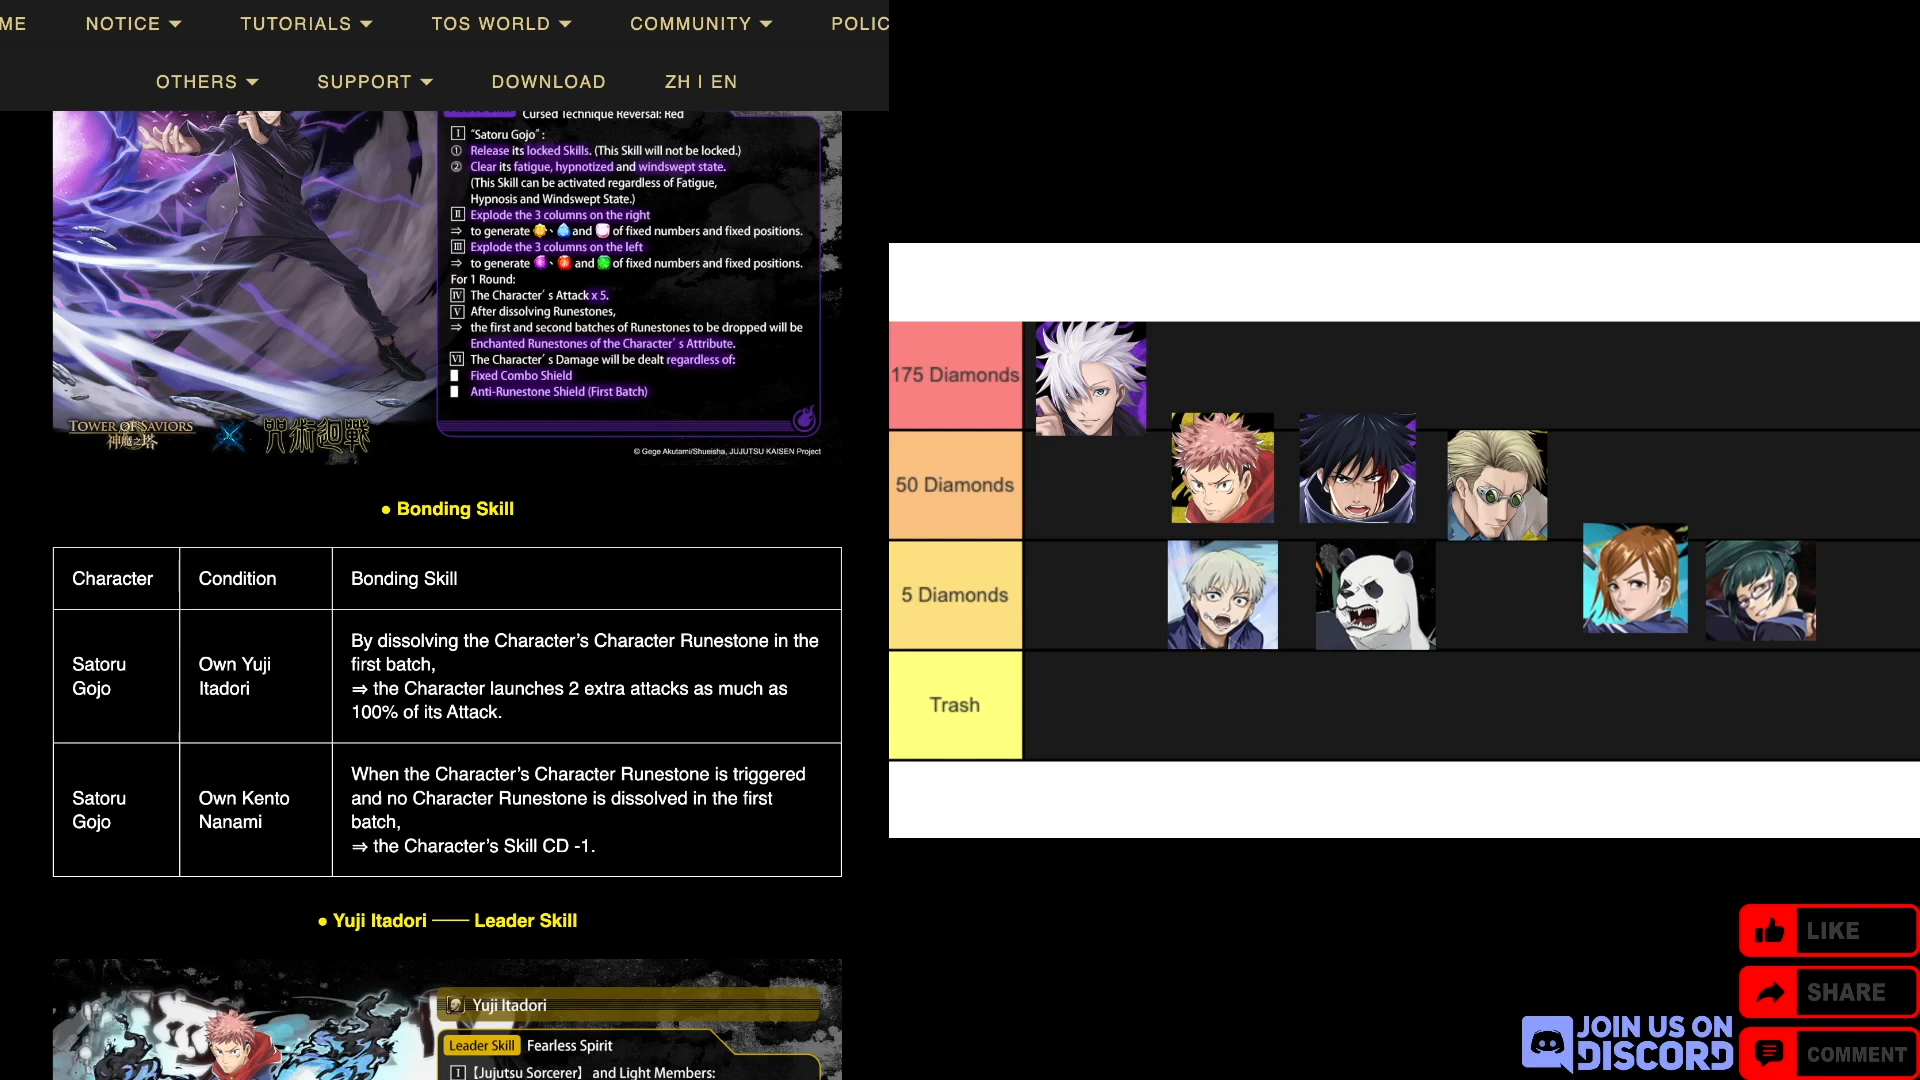 ME
NOTICE
TUTORIALS
TOS WORLD
COMMUNITY
POLIC
OTHERS
SUPPORT
DOWNLOAD
ZH | EN
Cursed Technique Reversal: Red
I "Satoru Gojo" :
① Release its locked Skills. (This Skill will not be locked.)
② Clear its fatigue, hypnotized and windswept state.
(This Skill can be activated regardless of Fatigue,
Hypnosis and Windswept State.)
II Explode the 3 columns on the right
⇒ to generate 、 and of fixed numbers and fixed positions.
III Explode the 3 columns on the left
⇒ to generate 、 and of fixed numbers and fixed positions.
For 1 Round:
IV The Character's Attack x 5.
V After dissolving Runestones,
⇒ the first and second batches of Runestones to be dropped will be
Enchanted Runestones of the Character's Attribute.
VI The Character's Damage will be dealt regardless of:
Fixed Combo Shield
Anti-Runestone Shield (First Batch)
TOWER OF SAVIORS
神魔之塔
呪術廻戦
© Gege Akutami/Shueisha, JUJUTSU KAISEN Project
● Bonding Skill
Character Condition Bonding Skill
Satoru Gojo
Own Yuji Itadori
By dissolving the Character's Character Runestone in the
first batch,
⇒ the Character launches 2 extra attacks as much as
100% of its Attack.
Satoru Gojo
Own Kento Nanami
When the Character's Character Runestone is triggered
and no Character Runestone is dissolved in the first
batch,
⇒ the Character's Skill CD -1.
● Yuji Itadori —— Leader Skill
Yuji Itadori
Leader Skill Fearless Spirit
I 【Jujutsu Sorcerer】 and Light Members:
175 Diamonds
50 Diamonds
5 Diamonds
Trash
LIKE
SHARE
COMMENT
JOIN US ON
DISCORD